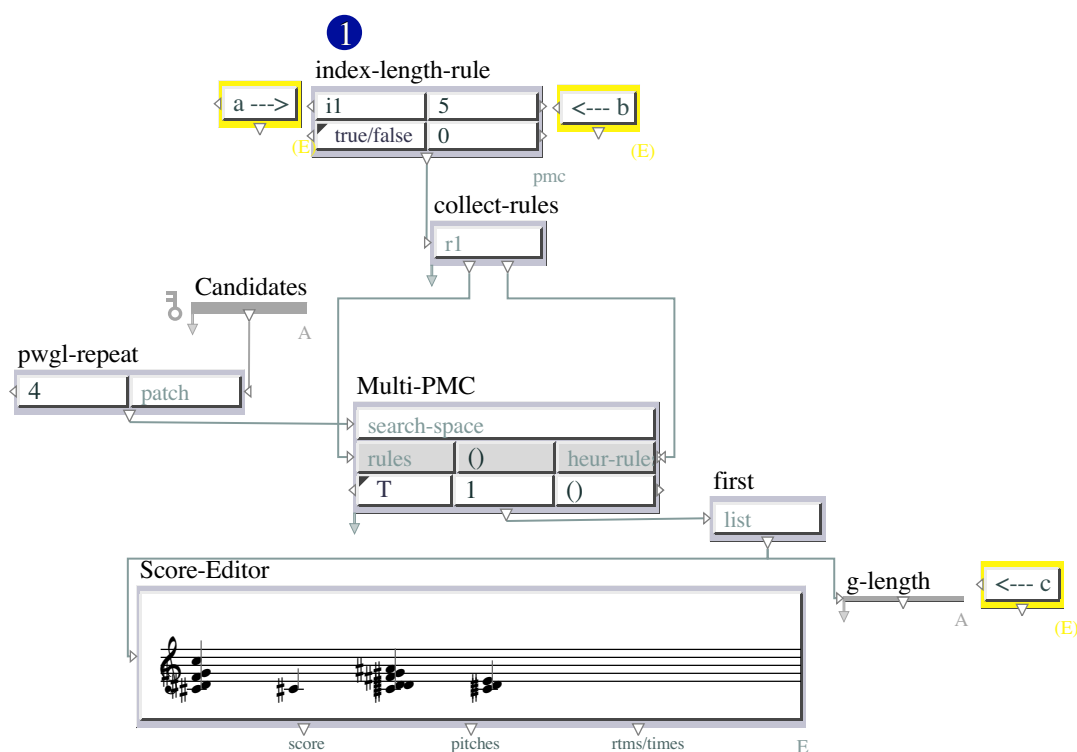 1
index-length-rule
a --->
i1
5
<--- b
(E)
true/false
0
(E)
pmc
collect-rules
r1
Candidates
A
pwgl-repeat
4
patch
Multi-PMC
search-space
rules
()
heur-rule
T
1
()
first
list
Score-Editor
g-length
<--- c
A
(E)
score
pitches
rtms/times
E